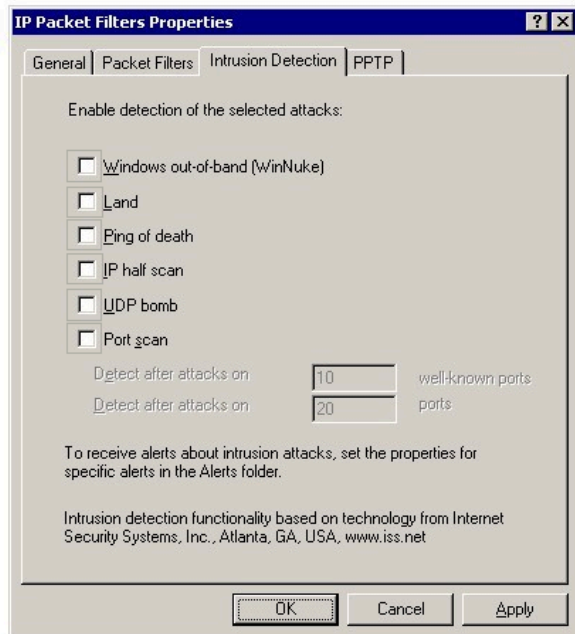 IP Packet Filters Properties
General Packet Filters Intrusion Detection PPTP
Enable detection of the selected attacks:
Windows out-of-band (WinNuke)
Land
Ping of death
IP half scan
UDP bomb
Port scan
Detect after attacks on 10 well-known ports
Detect after attacks on 20 ports
To receive alerts about intrusion attacks, set the properties for
specific alerts in the Alerts folder.
Intrusion detection functionality based on technology from Internet
Security Systems, Inc., Atlanta, GA, USA, www.iss.net
OK Cancel Apply